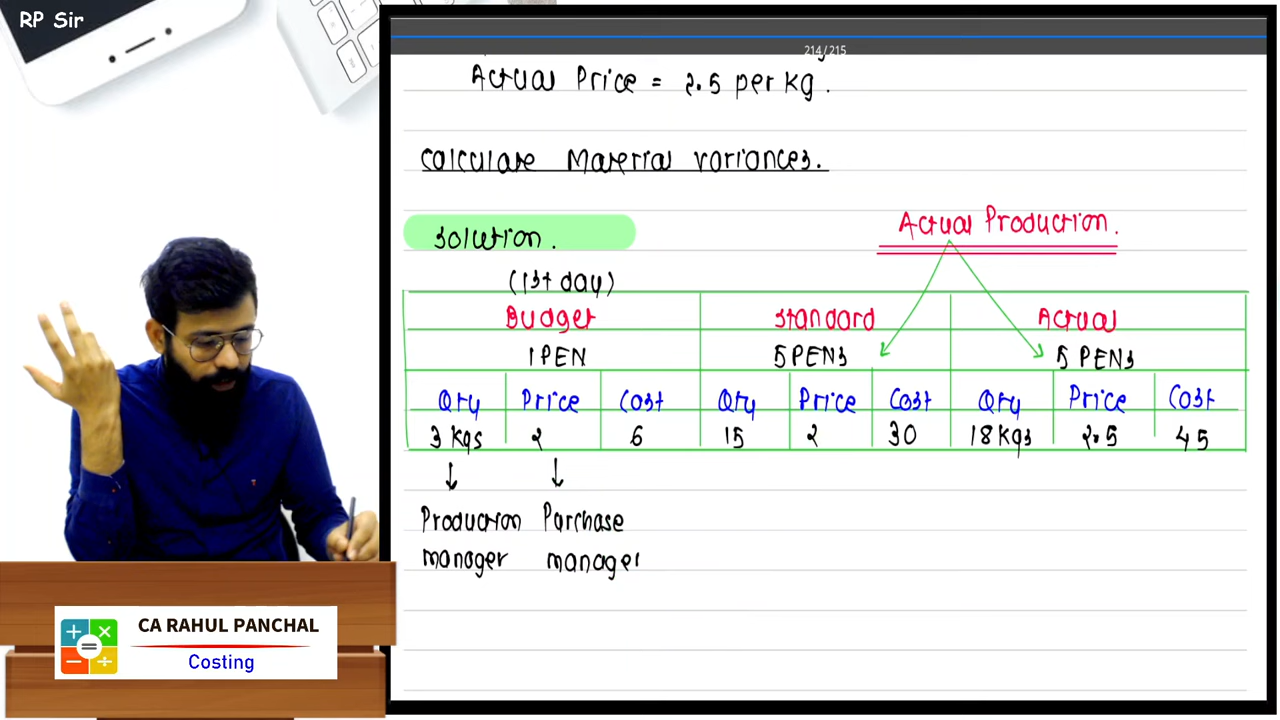 RP Sir
214/215
Actual Price = 2.5 per kg.
Calculate Material variances.
Actual Production.
Solution.
(1st day)
Budget Standard Actual
1 PEN 5 PENs 5 PENs
Qty Price Cost Qty Price Cost Qty Price Cost
3 kgs 2 6 15 2 30 18 kgs 2.5 45
Production Purchase
manager manager
CA RAHUL PANCHAL
Costing